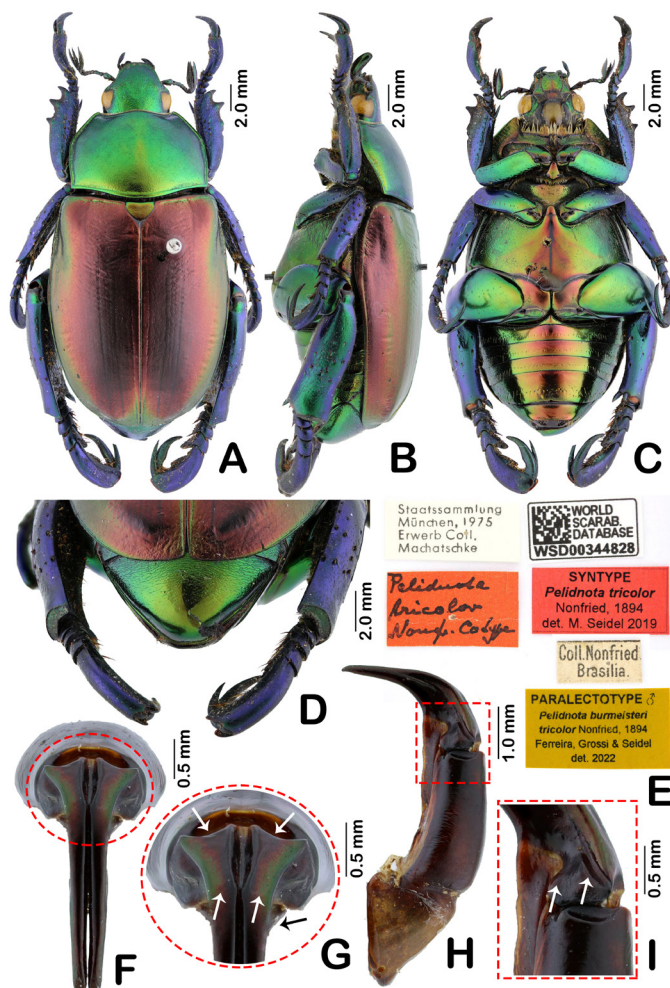 2.0 mm
2.0 mm
2.0 mm
A
B
C
Staatssammlung
München, 1975
Erwerb Coll.
Machatschke
WORLD
SCARAB.
DATABASE
WSD00344828
Pelidnota
tricolor
Nonfr. Cotype
SYNTYPE
Pelidnota tricolor
Nonfried, 1894
det. M. Seidel 2019
Coll.Nonfried
Brasilia.
PARALECTOTYPE ♂
Pelidnota burmeisteri
tricolor Nonfried, 1894
Ferreira, Grossi & Seidel
det. 2022
2.0 mm
D
E
0.5 mm
F
0.5 mm
G
1.0 mm
H
0.5 mm
I